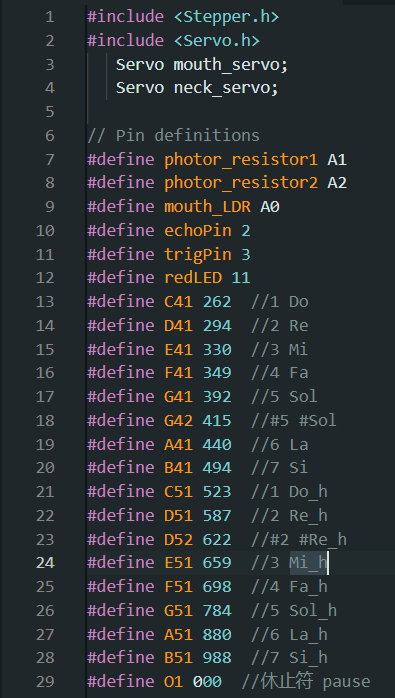 1 #include <Stepper.h>
2 #include <Servo.h>
3 Servo mouth_servo;
4 Servo neck_servo;
5
6 // Pin definitions
7 #define photor_resistor1 A1
8 #define photor_resistor2 A2
9 #define mouth_LDR A0
10 #define echoPin 2
11 #define trigPin 3
12 #define redLED 11
13 #define C41 262 //1 Do
14 #define D41 294 //2 Re
15 #define E41 330 //3 Mi
16 #define F41 349 //4 Fa
17 #define G41 392 //5 Sol
18 #define G42 415 //#5 #Sol
19 #define A41 440 //6 La
20 #define B41 494 //7 Si
21 #define C51 523 //1 Do_h
22 #define D51 587 //2 Re_h
23 #define D52 622 //#2 #Re_h
24 #define E51 659 //3 Mi_h
25 #define F51 698 //4 Fa_h
26 #define G51 784 //5 Sol_h
27 #define A51 880 //6 La_h
28 #define B51 988 //7 Si_h
29 #define O1 000 //休止符 pause